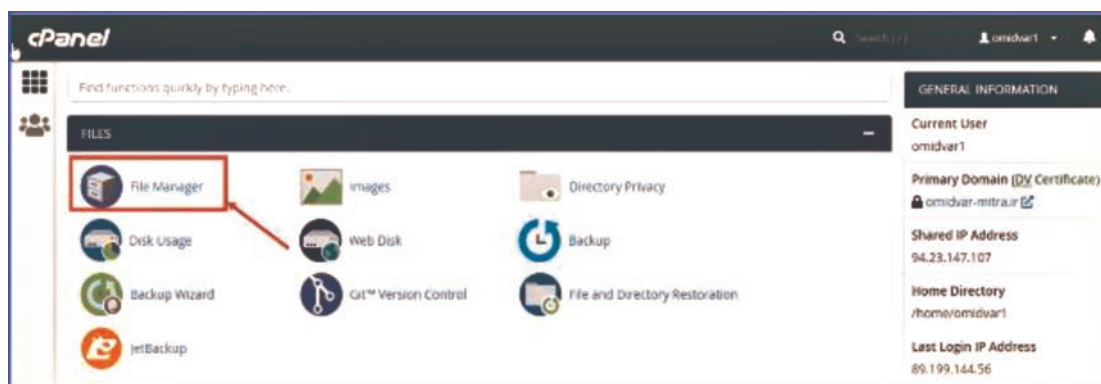 cPanel
Search ( / )
omidvar1
Find functions quickly by typing here.
FILES
File Manager
Images
Directory Privacy
Disk Usage
Web Disk
Backup
Backup Wizard
Git™ Version Control
File and Directory Restoration
JetBackup
GENERAL INFORMATION
Current User
omidvar1
Primary Domain (DV Certificate)
omidvar-mitra.ir
Shared IP Address
94.23.147.107
Home Directory
/home/omidvar1
Last Login IP Address
89.199.144.56